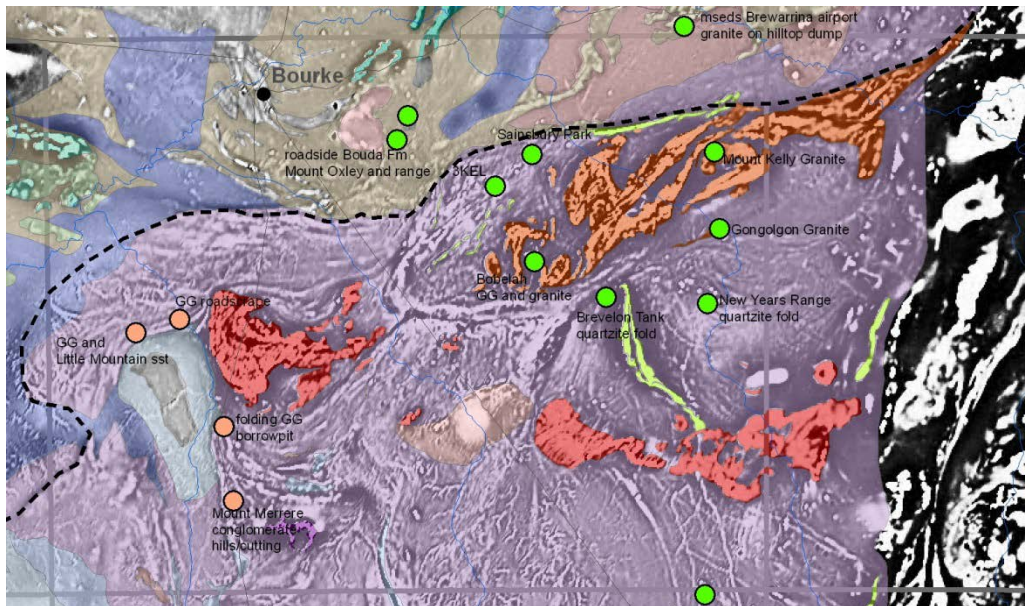 mseds Brewarrina airport
granite on hilltop dump
Bourke
Sainsbury Park
roadside Bouda Fm
Mount Oxley and range
3KEL
Mount Kelly Granite
Gongolgon Granite
Bobelah
GG and granite
GG roadscrape
New Years Range
quartzite fold
Brevelon Tank
quartzite fold
GG and
Little Mountain sst
folding GG
borrowpit
Mount Merrere
conglomerate
hills/cutting